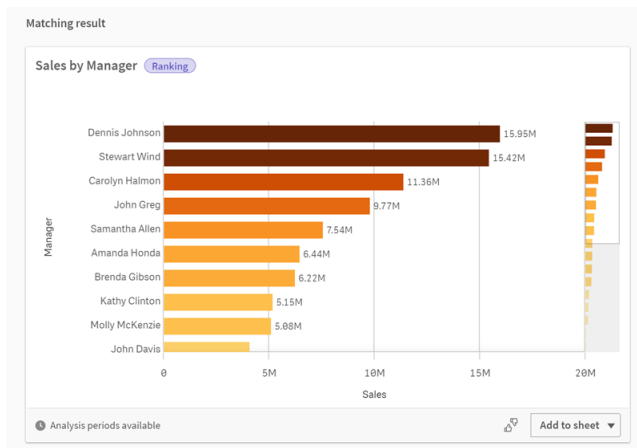 Matching result
Sales by Manager Ranking
Dennis Johnson 15.95M
Stewart Wind 15.42M
Carolyn Halmon 11.36M
John Greg 9.77M
Samantha Allen 7.54M
Manager
Amanda Honda 6.44M
Brenda Gibson 6.22M
Kathy Clinton 5.15M
Molly McKenzie 5.08M
John Davis
0 5M 10M 15M 20M
Sales
Analysis periods available Add to sheet